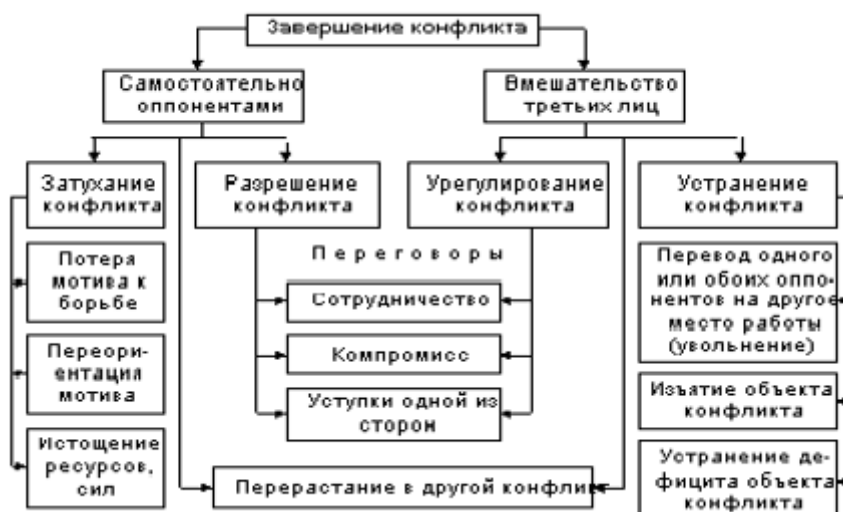 Завершение конфликта
Самостоятельно
оппонентами
Вмешательство
третьих лиц
Затухание
конфликта
Разрешение
конфликта
Урегулирование
конфликта
Устранение
конфликта
Переговоры
Потеря
мотива к
борьбе
Сотрудничество
Перевод одного
или обоих оппо-
нентов на другое
место работы
(увольнение)
Переори-
ентация
мотива
Компромисс
Уступки одной из
сторон
Изъятие объекта
конфликта
Истощение
ресурсов,
сил
Перерастание в другой конфлик
Устранение де-
фицита объекта
конфликта